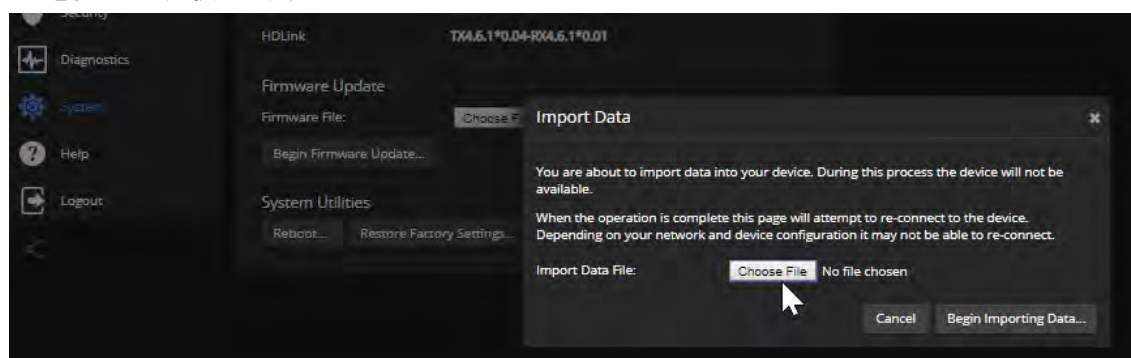 Security
HDLink TX4.6.1*0.04-RX4.6.1*0.01
Diagnostics
Firmware Update
System
Firmware File: Choose F
Import Data
Help
Begin Firmware Update...
You are about to import data into your device. During this process the device will not be
available.
Logout
System Utilities
When the operation is complete this page will attempt to re-connect to the device.
Depending on your network and device configuration it may not be able to re-connect.
Reboot... Restore Factory Settings...
Import Data File: Choose File No file chosen
Cancel Begin Importing Data...